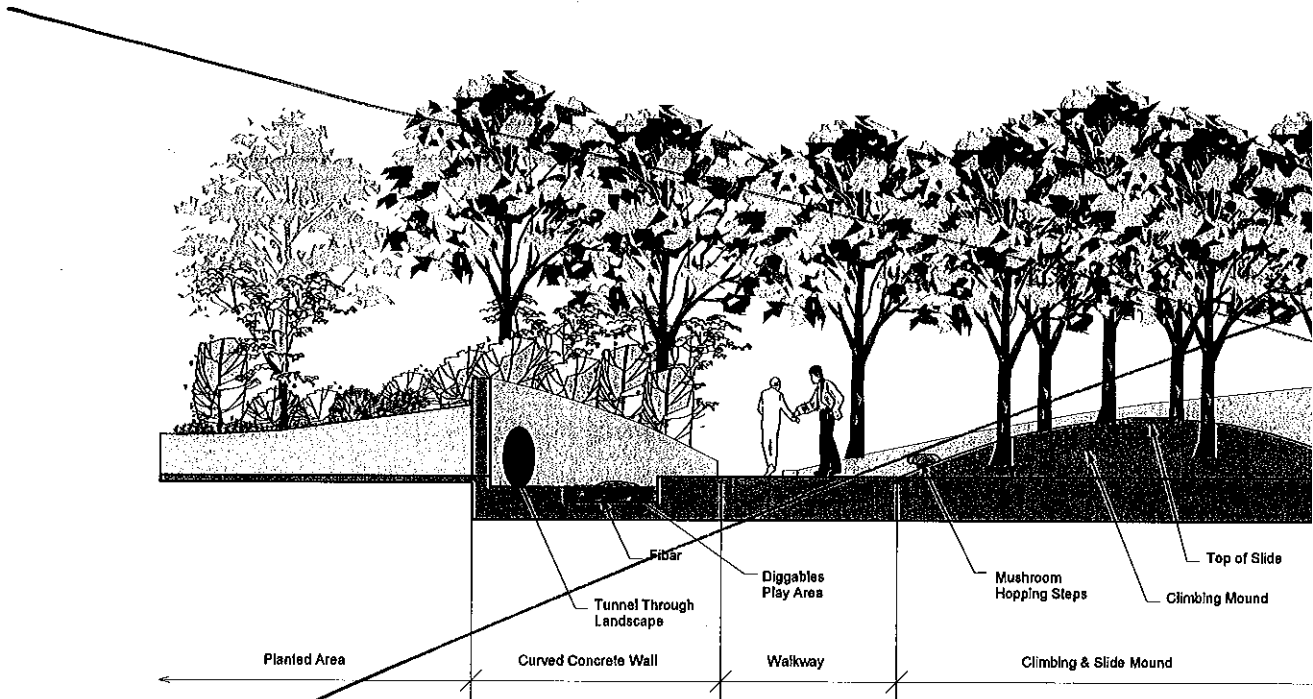 Fibar
Diggables
Play Area
Tunnel Through
Landscape
Mushroom
Hopping Steps
Top of Slide
Climbing Mound
Planted Area
Curved Concrete Wall
Walkway
Climbing & Slide Mound